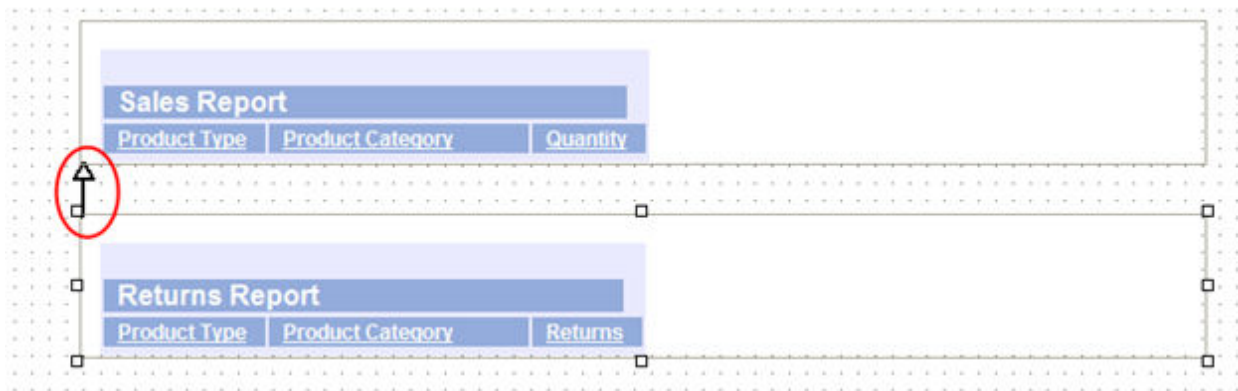 Sales Report
Product Type Product Category Quantity
Returns Report
Product Type Product Category Returns